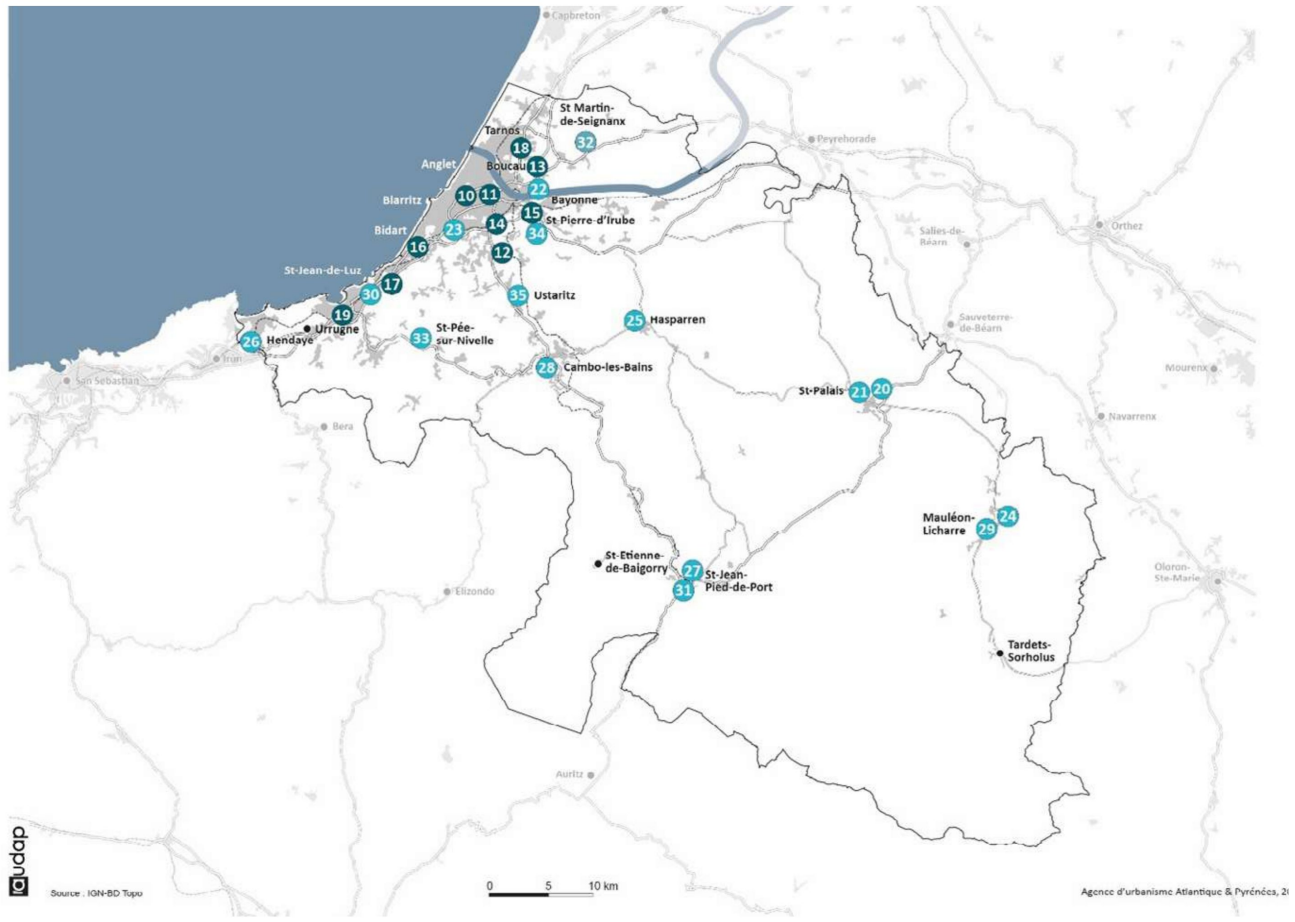 Capbreton
St Martin-
de-Seignanx
Tarnos
32
18
Peyrehorade
Anglet
Boucau
13
22
10
11
Biarritz
Bayonne
15
St-Pierre-d'Irube
Orthez
Bidart
23
14
34
Salies-de-
Béarn
16
12
St-Jean-de-Luz
17
30
35
Ustaritz
19
Urrugne
25
Hasparren
Sauveterre-
de-Béarn
26
Hendaye
33
St-Pée-
sur-Nivelle
Irun
28
Cambo-les-Bains
Mourenx
San Sebastian
St-Palais
21
20
Bera
Navarrenx
Mauléon-
Licharre
24
29
St-Etienne-
de-Baigorry
27
St-Jean-
Pied-de-Port
31
Oloron-
Ste-Marie
Elizondo
Tardets-
Sorholus
Auritz
audap
Source : IGN-BD Topo
0 5 10 km
Agence d'urbanisme Atlantique & Pyrénées, 20